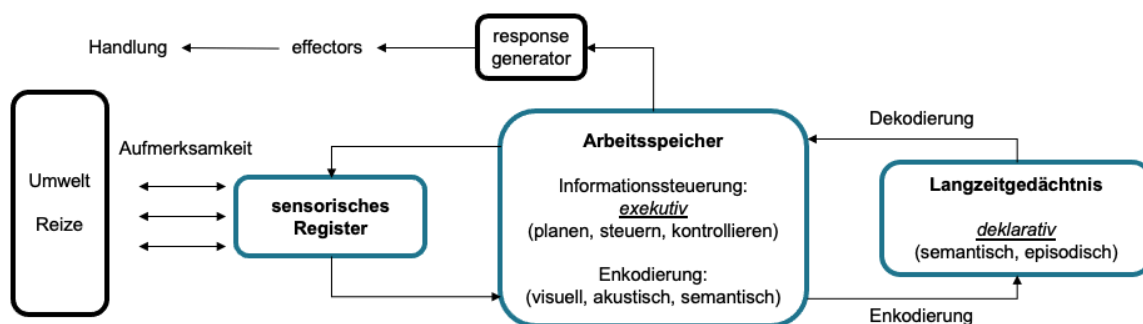 Handlung
effectors
response
generator
Umwelt
Reize
Aufmerksamkeit
sensorisches
Register
Arbeitsspeicher
Informationssteuerung:
exekutiv
(planen, steuern, kontrollieren)
Enkodierung:
(visuell, akustisch, semantisch)
Dekodierung
Langzeitgedächtnis
deklarativ
(semantisch, episodisch)
Enkodierung